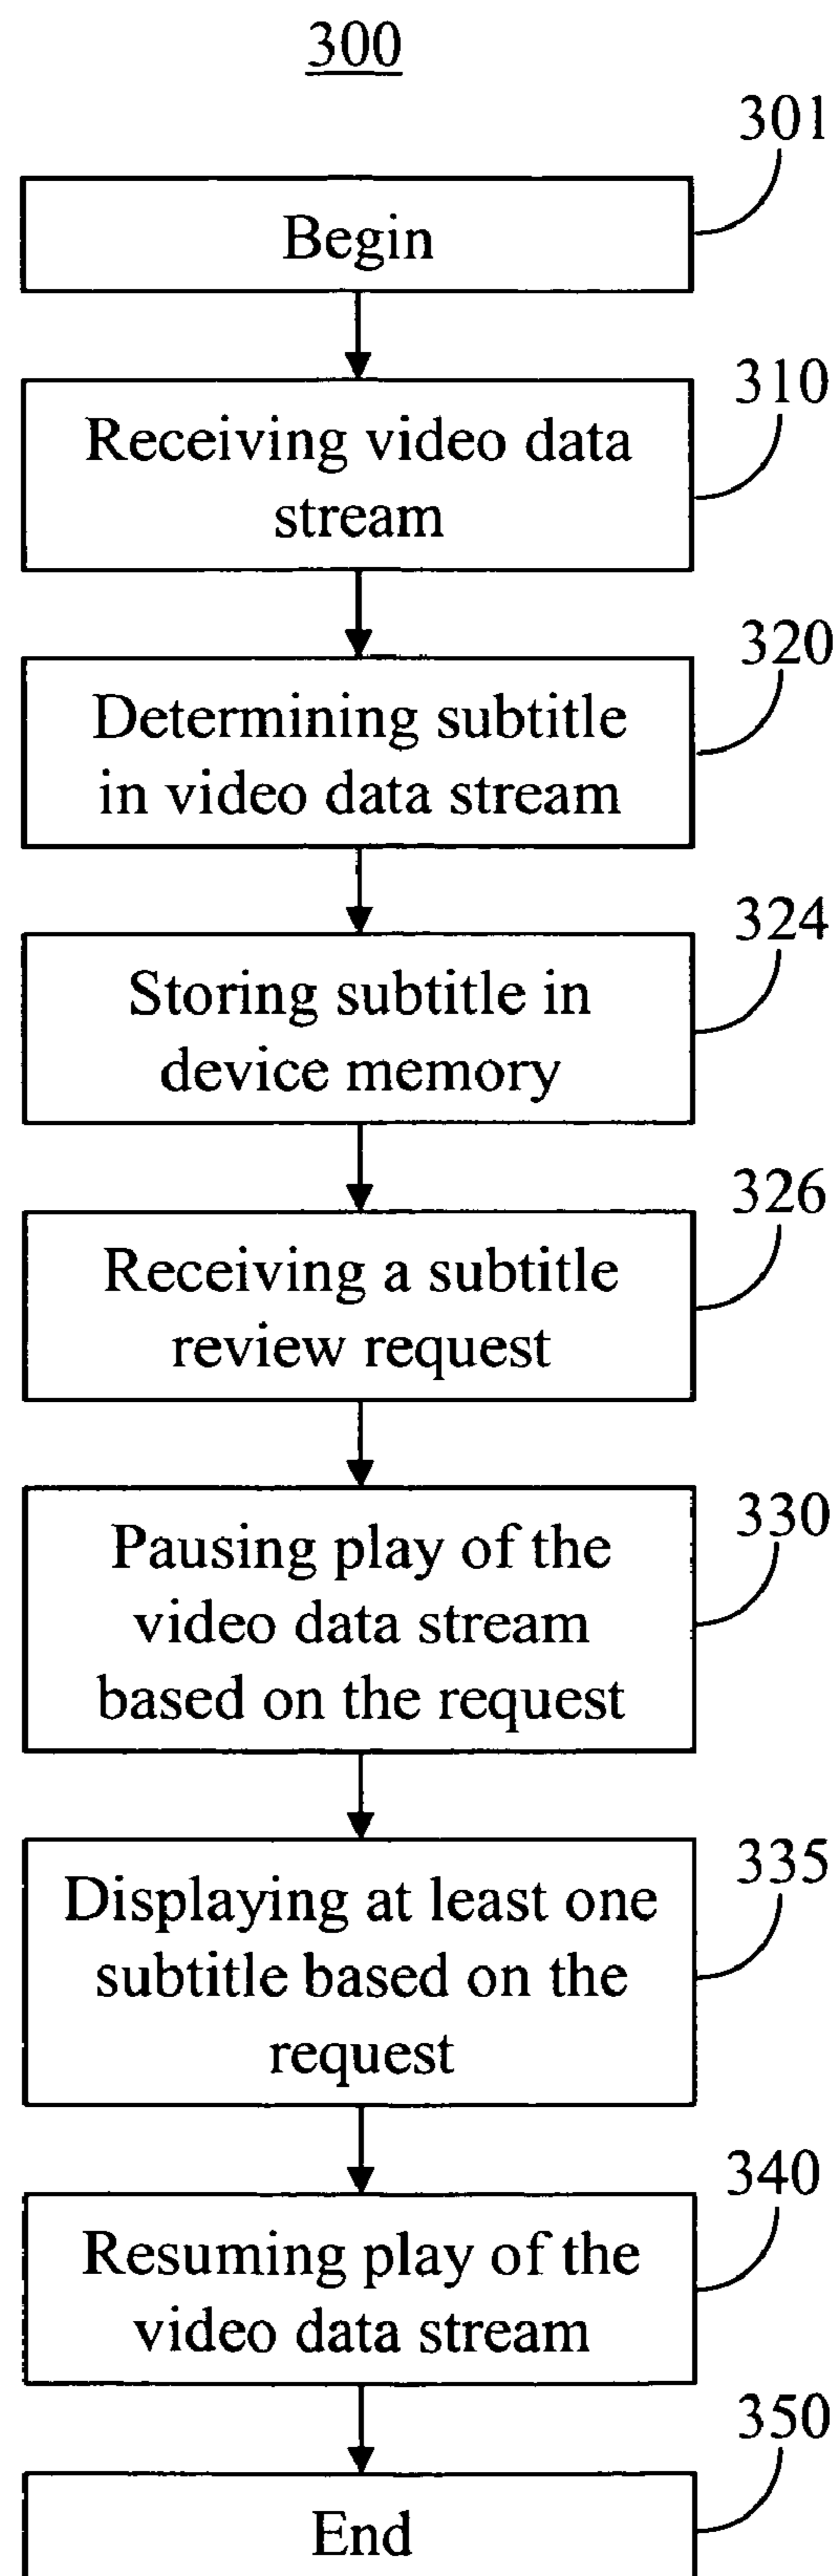 300
301
Begin
310
Receiving video data
stream
320
Determining subtitle
in video data stream
324
Storing subtitle in
device memory
326
Receiving a subtitle
review request
330
Pausing play of the
video data stream
based on the request
335
Displaying at least one
subtitle based on the
request
340
Resuming play of the
video data stream
350
End